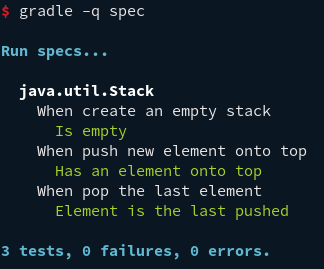 $ gradle -q spec
Run specs...
java.util.Stack
When create an empty stack
Is empty
When push new element onto top
Has an element onto top
When pop the last element
Element is the last pushed
3 tests, 0 failures, 0 errors.